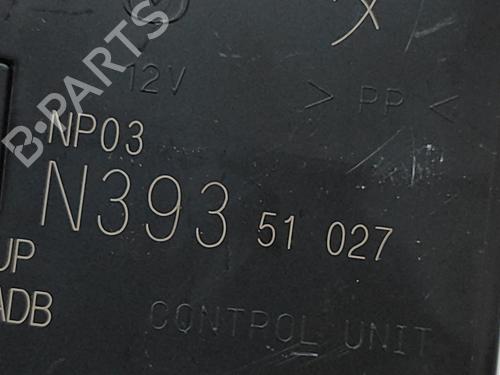 B-PARTS
12V
> PP <
NP03
N393 51 027
UP
ADB
CONTROL UNIT